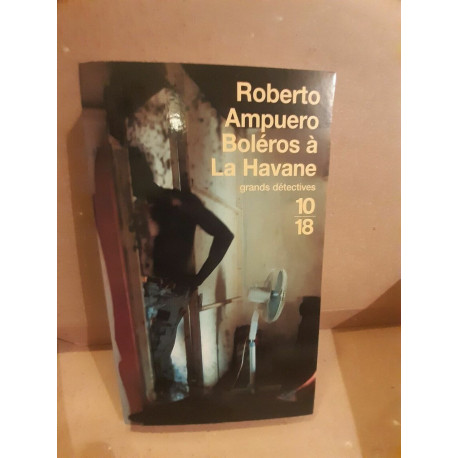 Roberto
Ampuero
Boléros à
La Havane
grands détectives
10
18